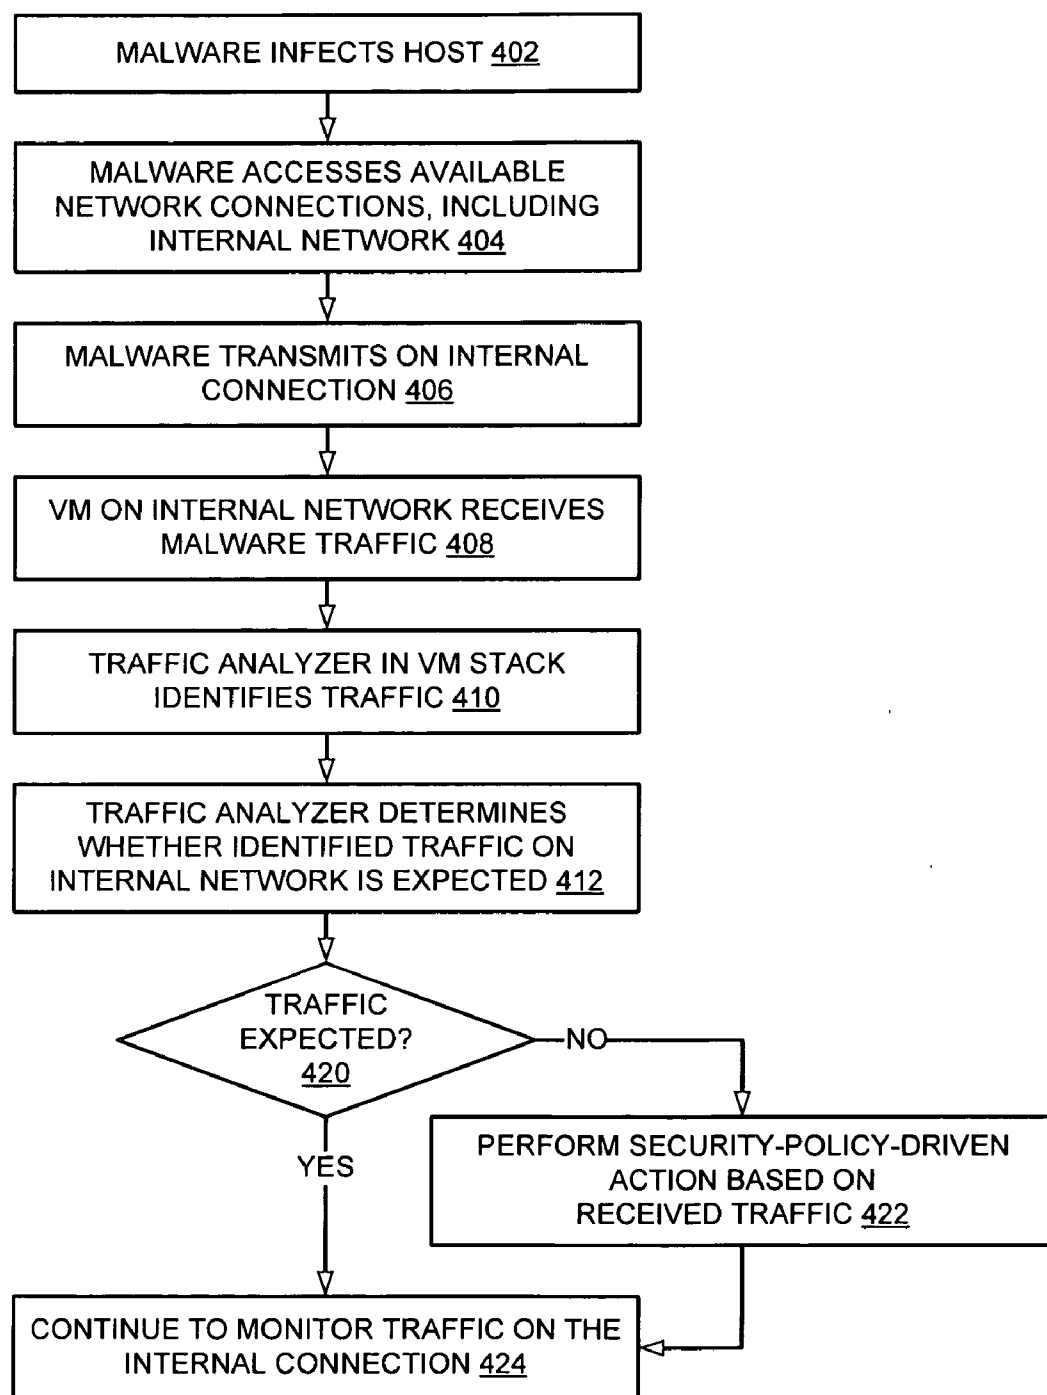 MALWARE INFECTS HOST 402
MALWARE ACCESSES AVAILABLE
NETWORK CONNECTIONS, INCLUDING
INTERNAL NETWORK 404
MALWARE TRANSMITS ON INTERNAL
CONNECTION 406
VM ON INTERNAL NETWORK RECEIVES
MALWARE TRAFFIC 408
TRAFFIC ANALYZER IN VM STACK
IDENTIFIES TRAFFIC 410
TRAFFIC ANALYZER DETERMINES
WHETHER IDENTIFIED TRAFFIC ON
INTERNAL NETWORK IS EXPECTED 412
TRAFFIC
EXPECTED?
420
NO
YES
PERFORM SECURITY-POLICY-DRIVEN
ACTION BASED ON
RECEIVED TRAFFIC 422
CONTINUE TO MONITOR TRAFFIC ON THE
INTERNAL CONNECTION 424